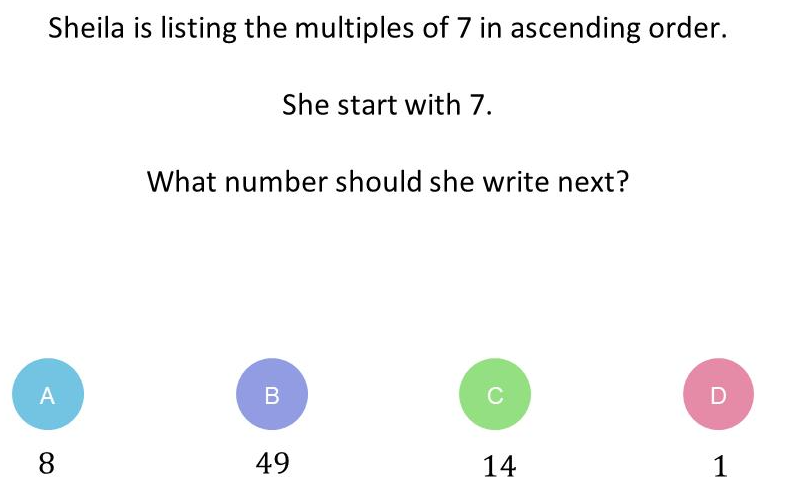 Sheila is listing the multiples of 7 in ascending order.
She start with 7.
What number should she write next?
A B C D
8 49 14 1